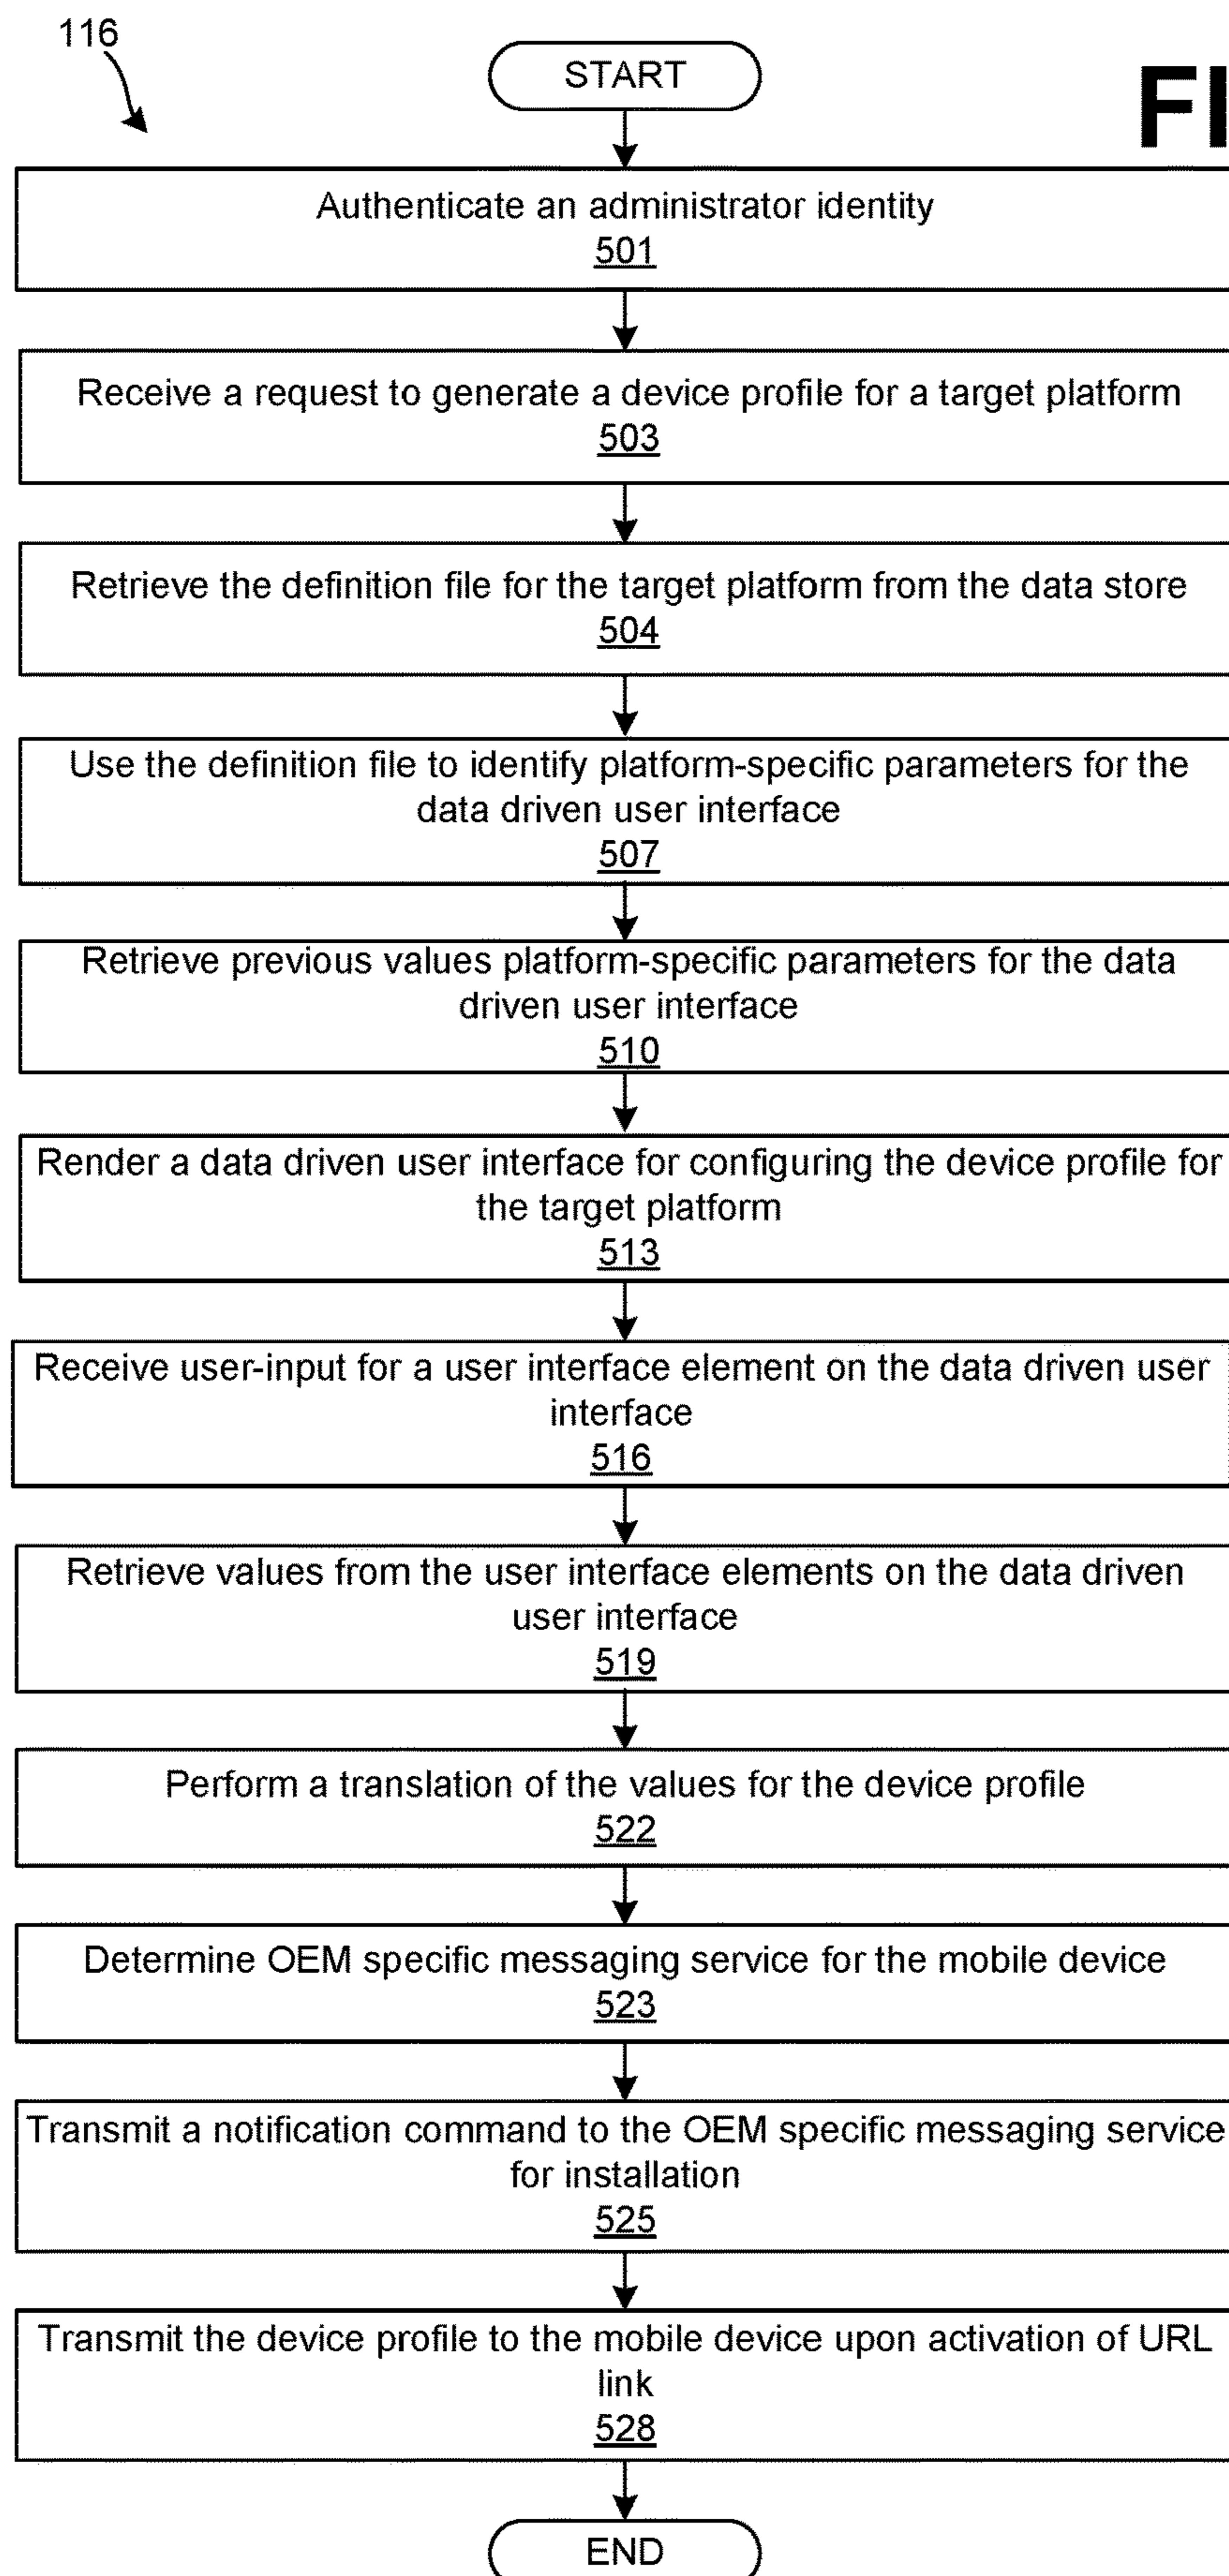 116
START
FI
Authenticate an administrator identity
501
Receive a request to generate a device profile for a target platform
503
Retrieve the definition file for the target platform from the data store
504
Use the definition file to identify platform-specific parameters for the
data driven user interface
507
Retrieve previous values platform-specific parameters for the data
driven user interface
510
Render a data driven user interface for configuring the device profile for
the target platform
513
Receive user-input for a user interface element on the data driven user
interface
516
Retrieve values from the user interface elements on the data driven
user interface
519
Perform a translation of the values for the device profile
522
Determine OEM specific messaging service for the mobile device
523
Transmit a notification command to the OEM specific messaging service
for installation
525
Transmit the device profile to the mobile device upon activation of URL
link
528
END